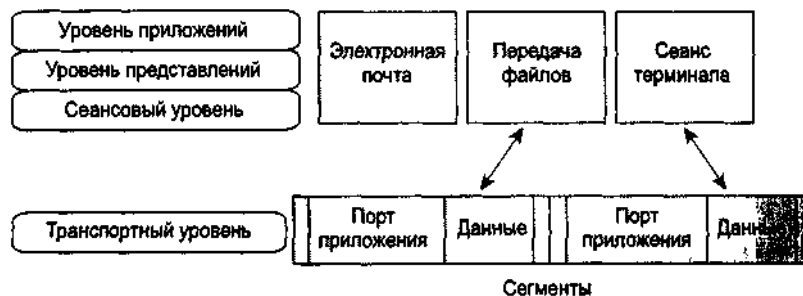 Уровень приложений
Уровень представлений
Сеансовый уровень
Электронная
почта
Передача
файлов
Сеанс
терминала
Транспортный уровень
Порт
приложения
Данные
Порт
приложения
Данные
Сегменты